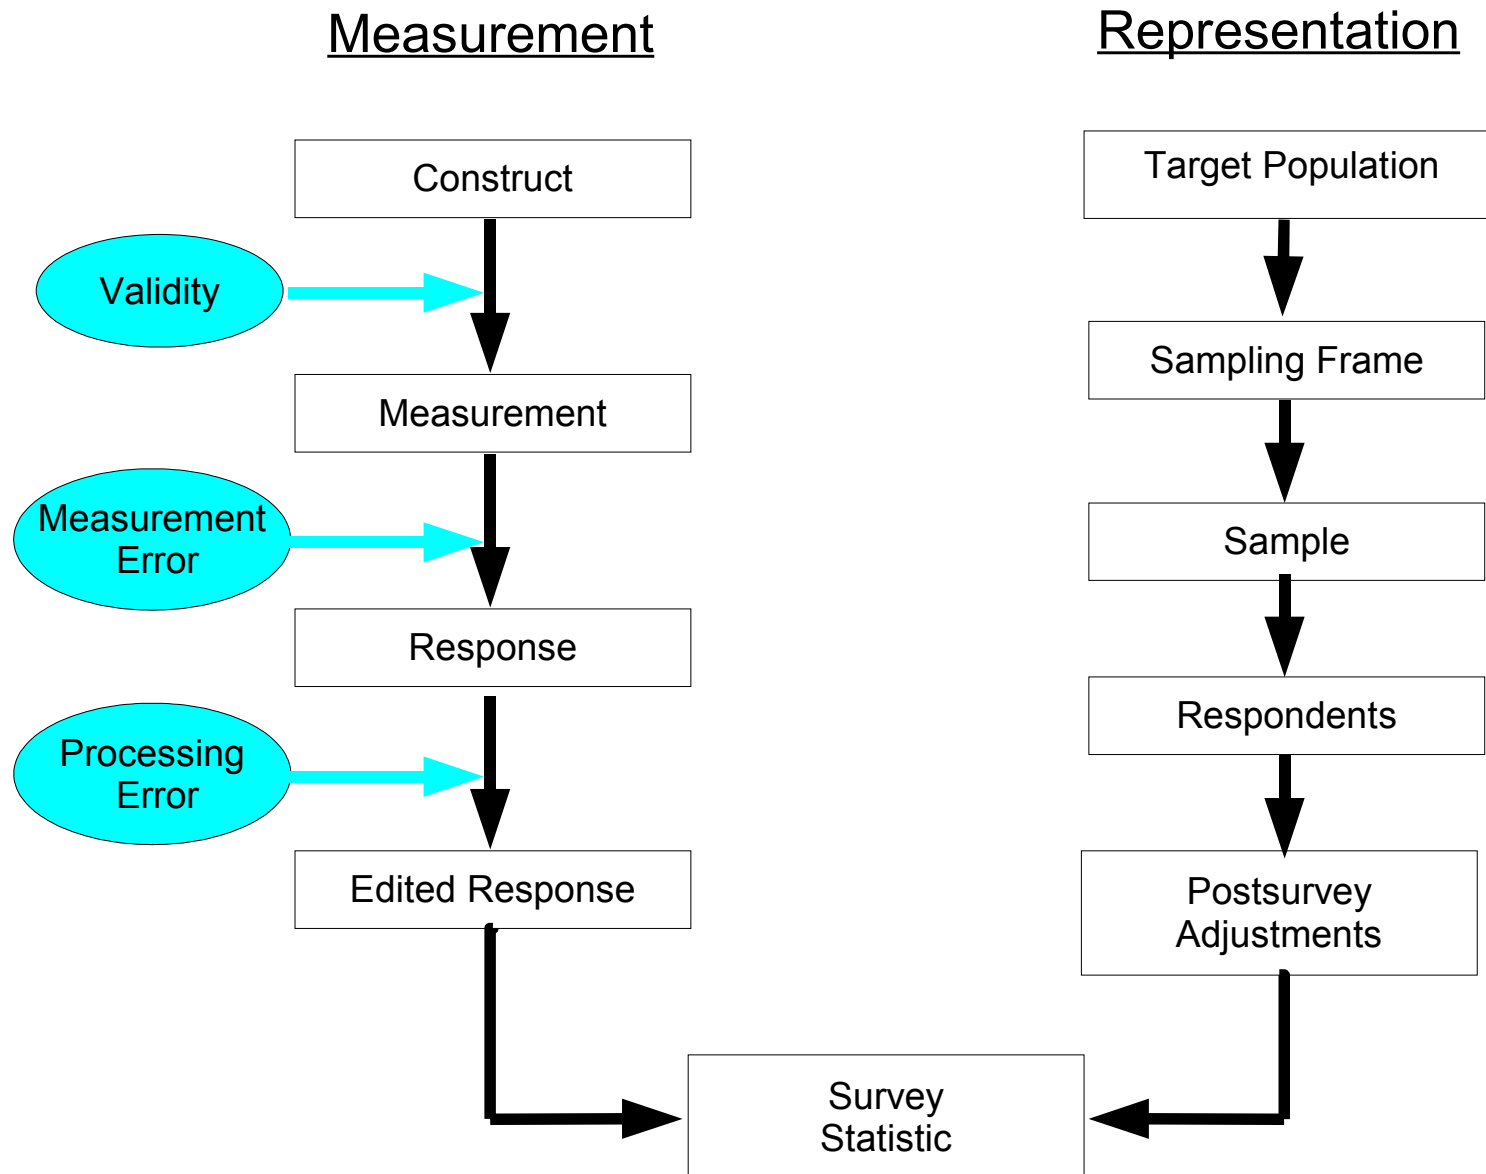 Measurement
Representation
Construct
Target Population
Validity
Sampling Frame
Measurement
Measurement
Error
Sample
Response
Respondents
Processing
Error
Edited Response
Postsurvey
Adjustments
Survey
Statistic